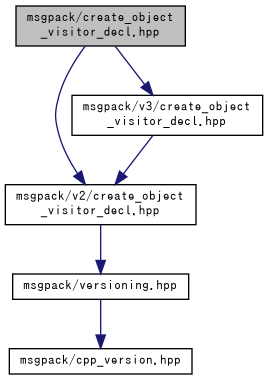 msgpack/create_object
_visitor_decl.hpp
msgpack/v3/create_object
_visitor_decl.hpp
msgpack/v2/create_object
_visitor_decl.hpp
msgpack/versioning.hpp
msgpack/cpp_version.hpp